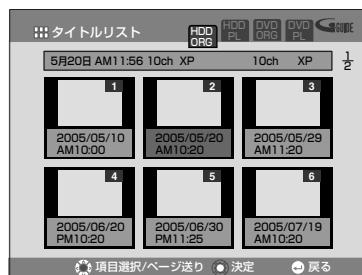 タイトルリスト
HDD ORG
HDD PL
DVD ORG
DVD PL
G GUIDE
5月20日 AM11:56 10ch XP 10ch XP
1/2
1
2
3
2005/05/10 AM10:00
2005/05/20 AM10:20
2005/05/29 AM11:20
4
5
6
2005/06/20 PM10:20
2005/06/30 PM11:25
2005/07/19 AM10:20
項目選択/ページ送り 決定 戻る